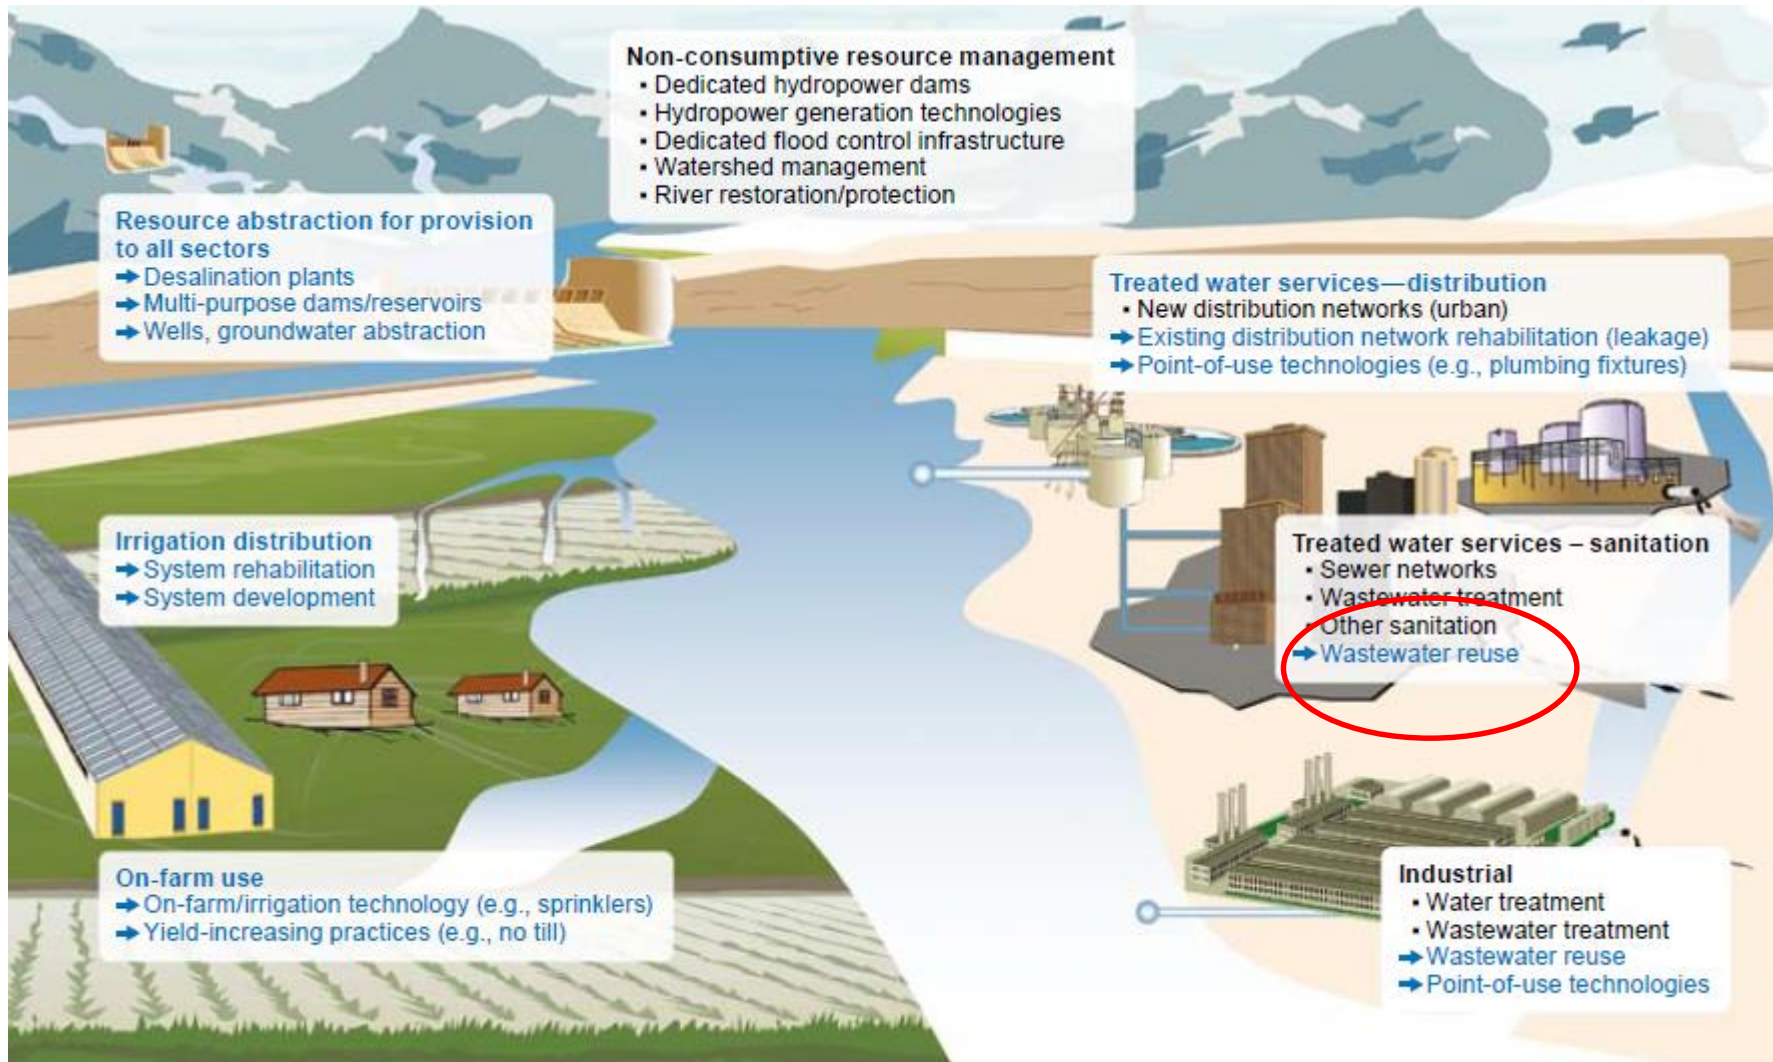 Non-consumptive resource management
▪ Dedicated hydropower dams
▪ Hydropower generation technologies
▪ Dedicated flood control infrastructure
▪ Watershed management
▪ River restoration/protection
Resource abstraction for provision
to all sectors
➔ Desalination plants
➔ Multi-purpose dams/reservoirs
➔ Wells, groundwater abstraction
Treated water services—distribution
▪ New distribution networks (urban)
➔ Existing distribution network rehabilitation (leakage)
➔ Point-of-use technologies (e.g., plumbing fixtures)
Irrigation distribution
➔ System rehabilitation
➔ System development
Treated water services – sanitation
▪ Sewer networks
▪ Wastewater treatment
▪ Other sanitation
➔ Wastewater reuse
On-farm use
➔ On-farm/irrigation technology (e.g., sprinklers)
➔ Yield-increasing practices (e.g., no till)
Industrial
▪ Water treatment
▪ Wastewater treatment
➔ Wastewater reuse
➔ Point-of-use technologies